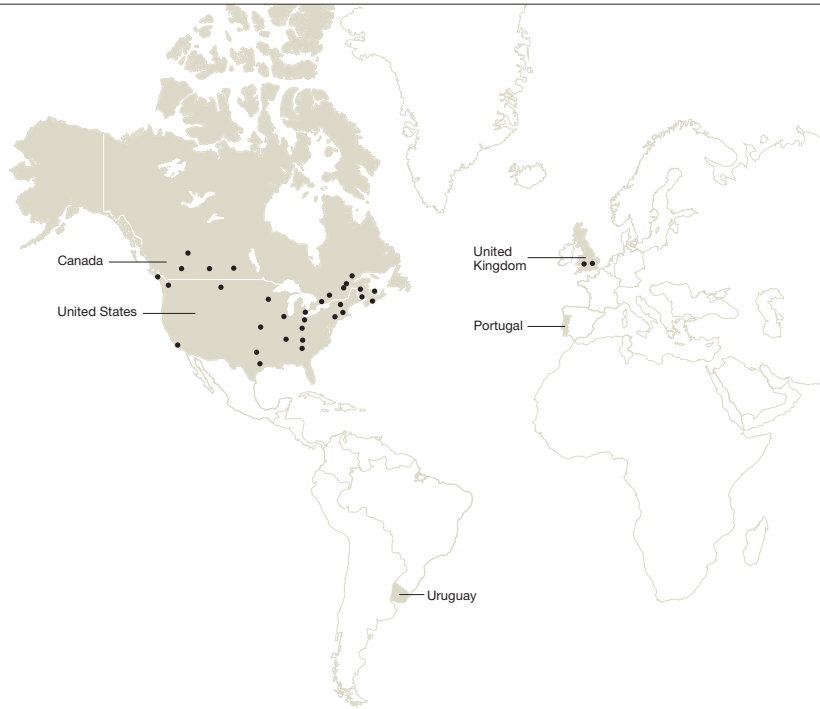 Canada
United States
United
Kingdom
Portugal
Uruguay